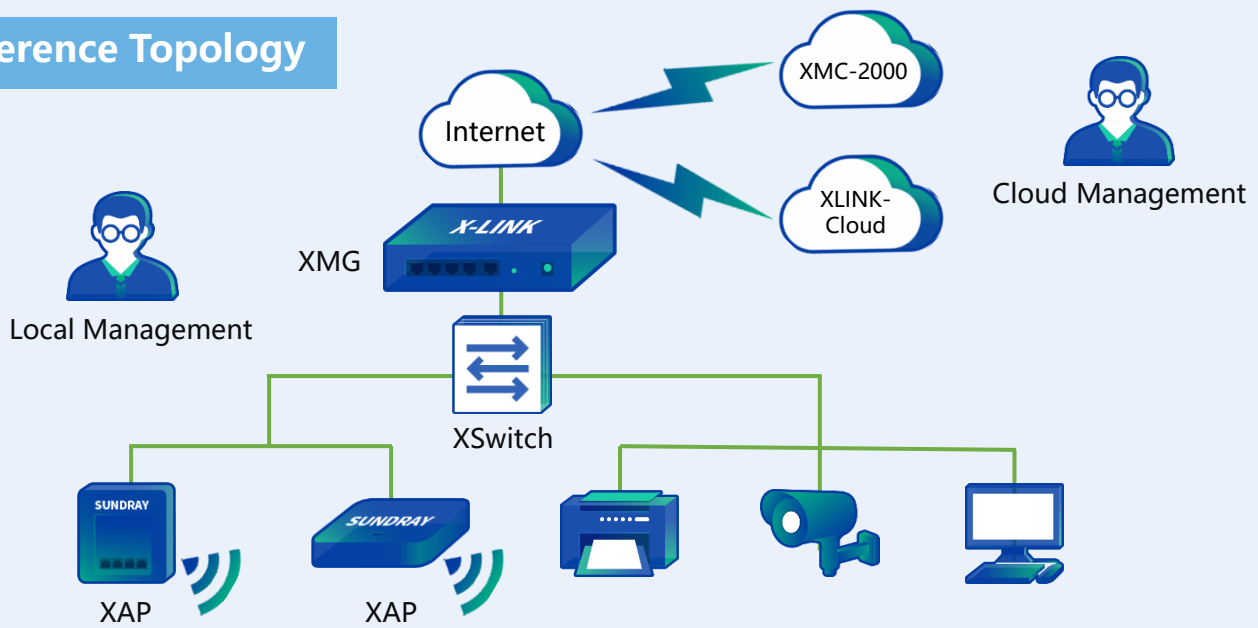 erence Topology
XMC-2000
Internet
Cloud Management
XLINK-
Cloud
X-LINK
XMG
Local Management
XSwitch
SUNDRAY
SUNDRAY
XAP
XAP